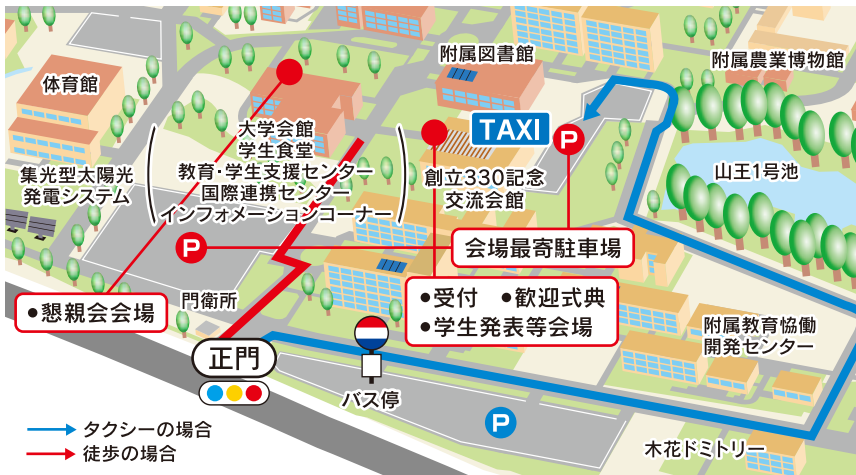 附属図書館
附属農業博物館
体育館
大学会館
学生食堂
教育・学生支援センター
国際連携センター
インフォメーションコーナー
TAXI
P
山王1号池
集光型太陽光
発電システム
創立330記念
交流会館
P
会場最寄駐車場
●受付 ●歓迎式典
●学生発表等会場
門衛所
●懇親会会場
附属教育協働
開発センター
正門
バス停
P
木花ドミトリー
タクシーの場合
徒歩の場合